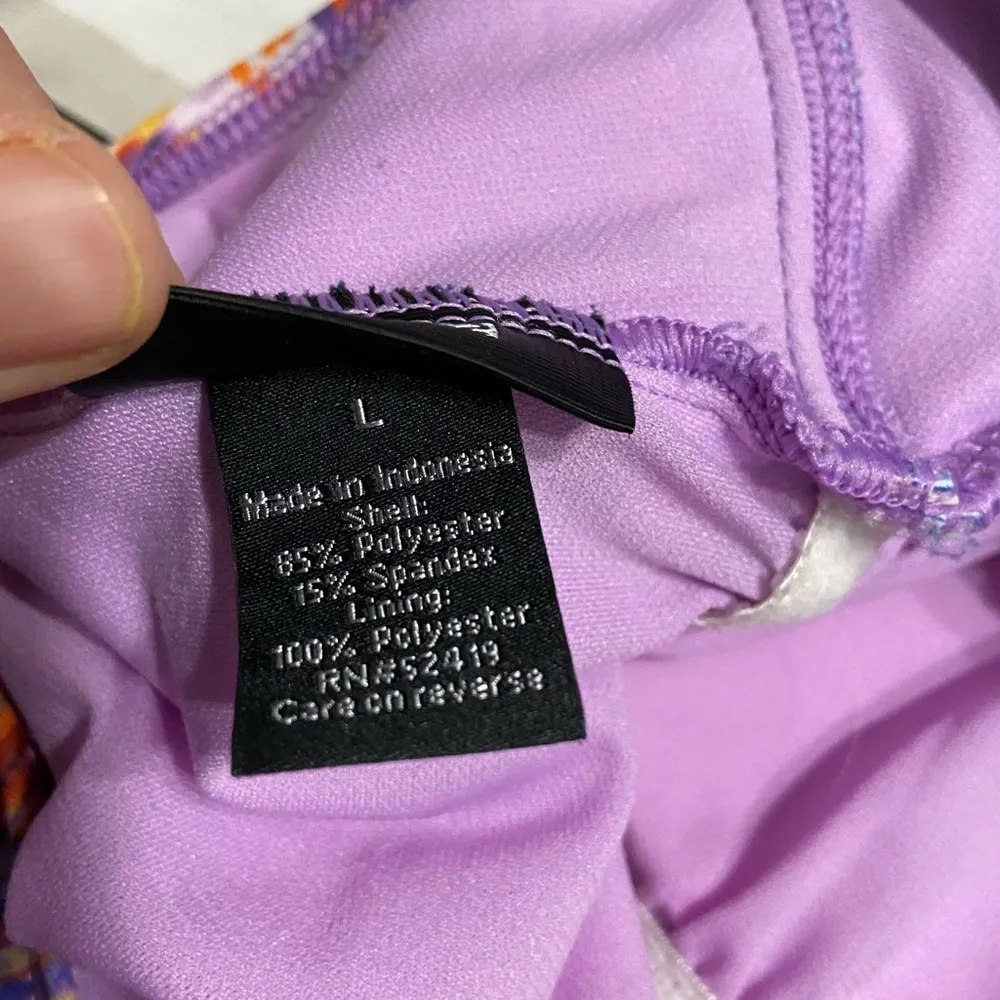 L
Made in Indonesia
Shell:
85% Polyester
15% Spandex
Lining:
100% Polyester
RN#52419
Care on reverse